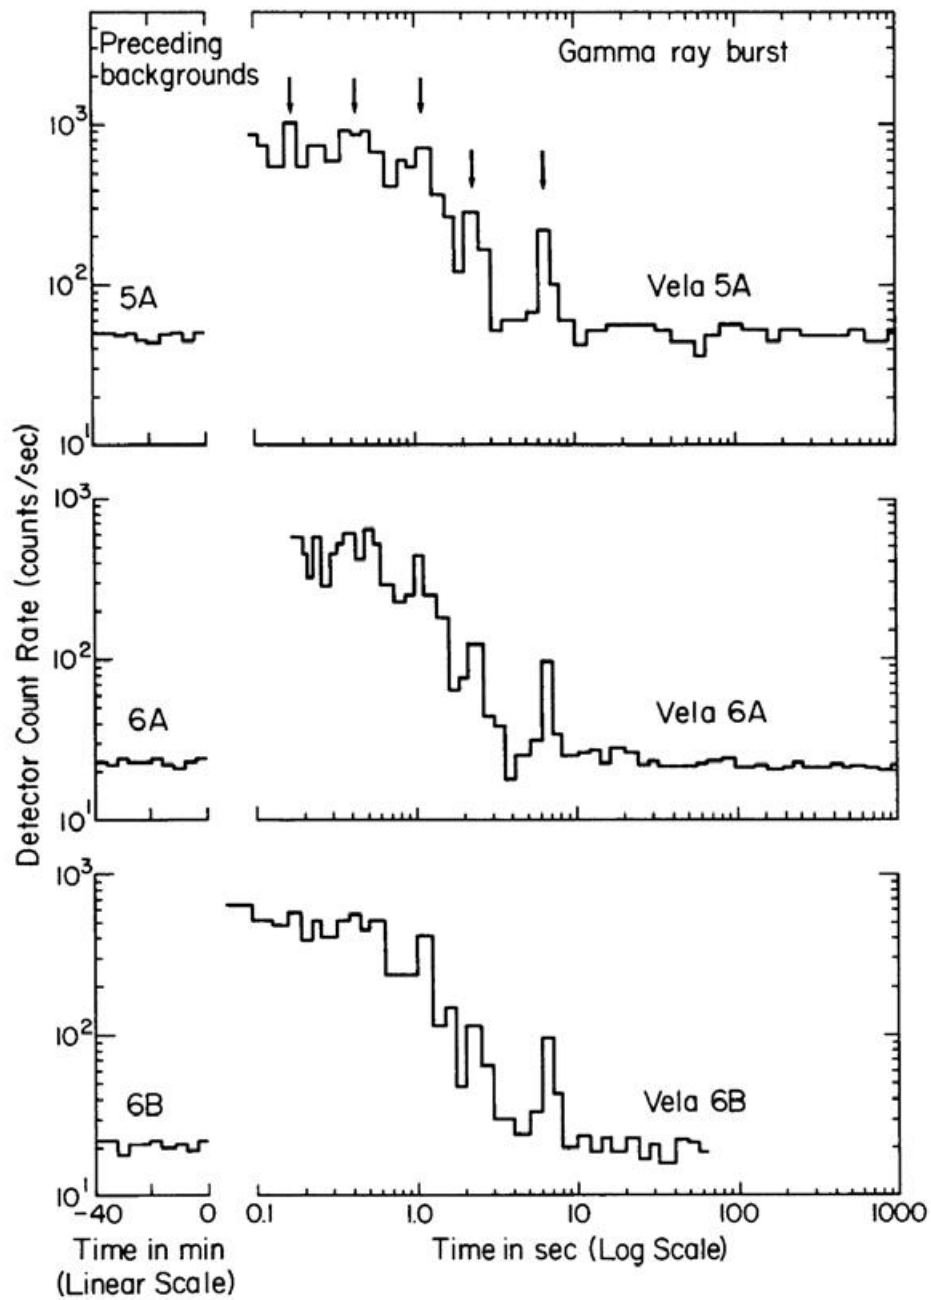 Preceding
backgrounds
Gamma ray burst
10³
10²
10¹
5A
Vela 5A
Detector Count Rate (counts/sec)
10³
10²
10¹
6A
Vela 6A
10³
10²
10¹
6B
Vela 6B
-40 0 0.1 1.0 10 100 1000
Time in min
(Linear Scale)
Time in sec (Log Scale)